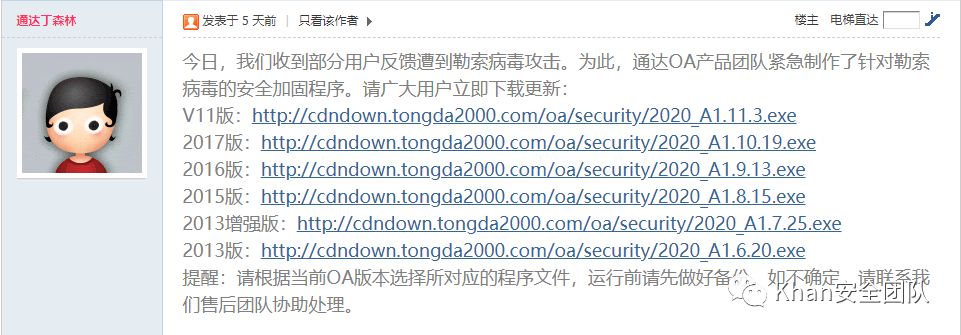 通达丁森林
发表于 5 天前 | 只看该作者
楼主 电梯直达
今日，我们收到部分用户反馈遭到勒索病毒攻击。为此，通达OA产品团队紧急制作了针对勒索
病毒的安全加固程序。请广大用户立即下载更新：
V11版：http://cdndown.tongda2000.com/oa/security/2020_A1.11.3.exe
2017版：http://cdndown.tongda2000.com/oa/security/2020_A1.10.19.exe
2016版：http://cdndown.tongda2000.com/oa/security/2020_A1.9.13.exe
2015版：http://cdndown.tongda2000.com/oa/security/2020_A1.8.15.exe
2013增强版：http://cdndown.tongda2000.com/oa/security/2020_A1.7.25.exe
2013版：http://cdndown.tongda2000.com/oa/security/2020_A1.6.20.exe
提醒：请根据当前OA版本选择所对应的程序文件，运行前请先做好备份。如不确定，请联系我
们售后团队协助处理。
Khan安全团队